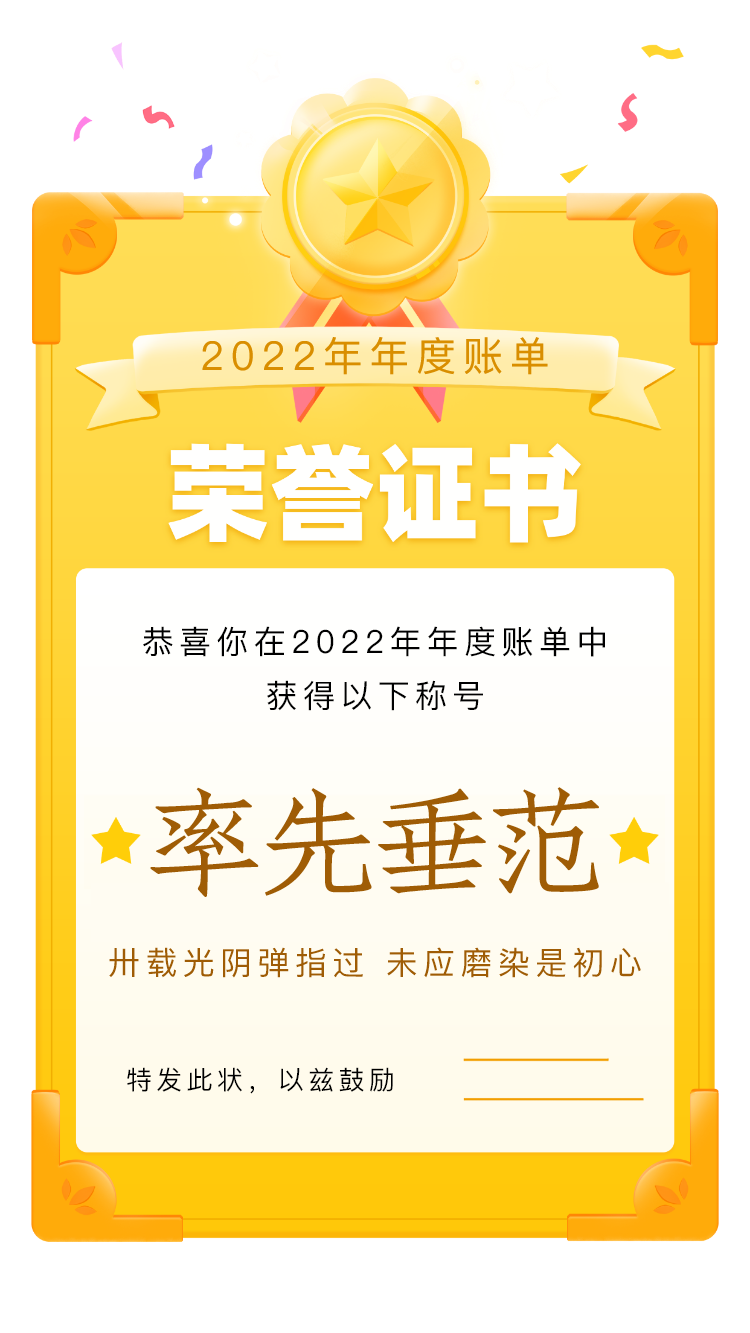 2022年年度账单
荣誉证书
恭喜你在2022年年度账单中
获得以下称号
率先垂范
卅载光阴弹指过 未应磨染是初心
特发此状，以兹鼓励